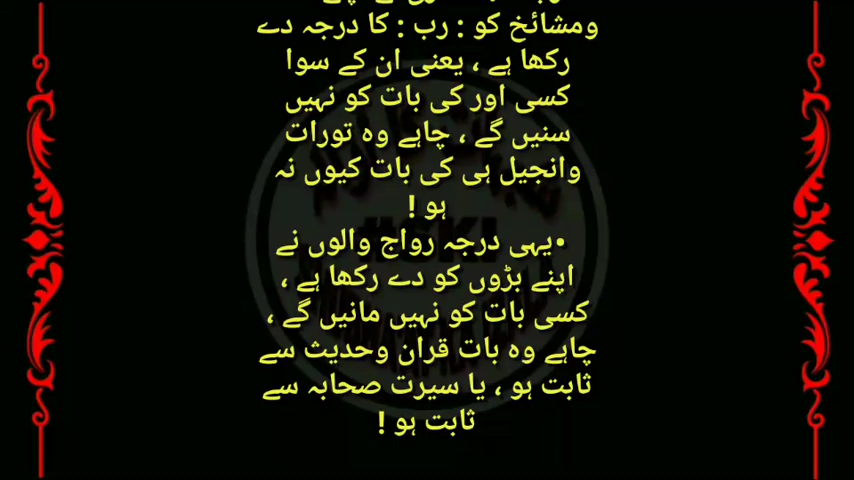 ومشائخ کو : رب : کا درجہ دے
رکھا ہے ، یعنی ان کے سوا
کسی اور کی بات کو نہیں
سنیں گے ، چاہے وہ تورات
وانجیل ہی کی بات کیوں نہ
ہو !
•یہی درجہ رواج والوں نے
اپنے بڑوں کو دے رکھا ہے ،
کسی بات کو نہیں مانیں گے ،
چاہے وہ بات قران وحدیث سے
ثابت ہو ، یا سیرت صحابہ سے
ثابت ہو !